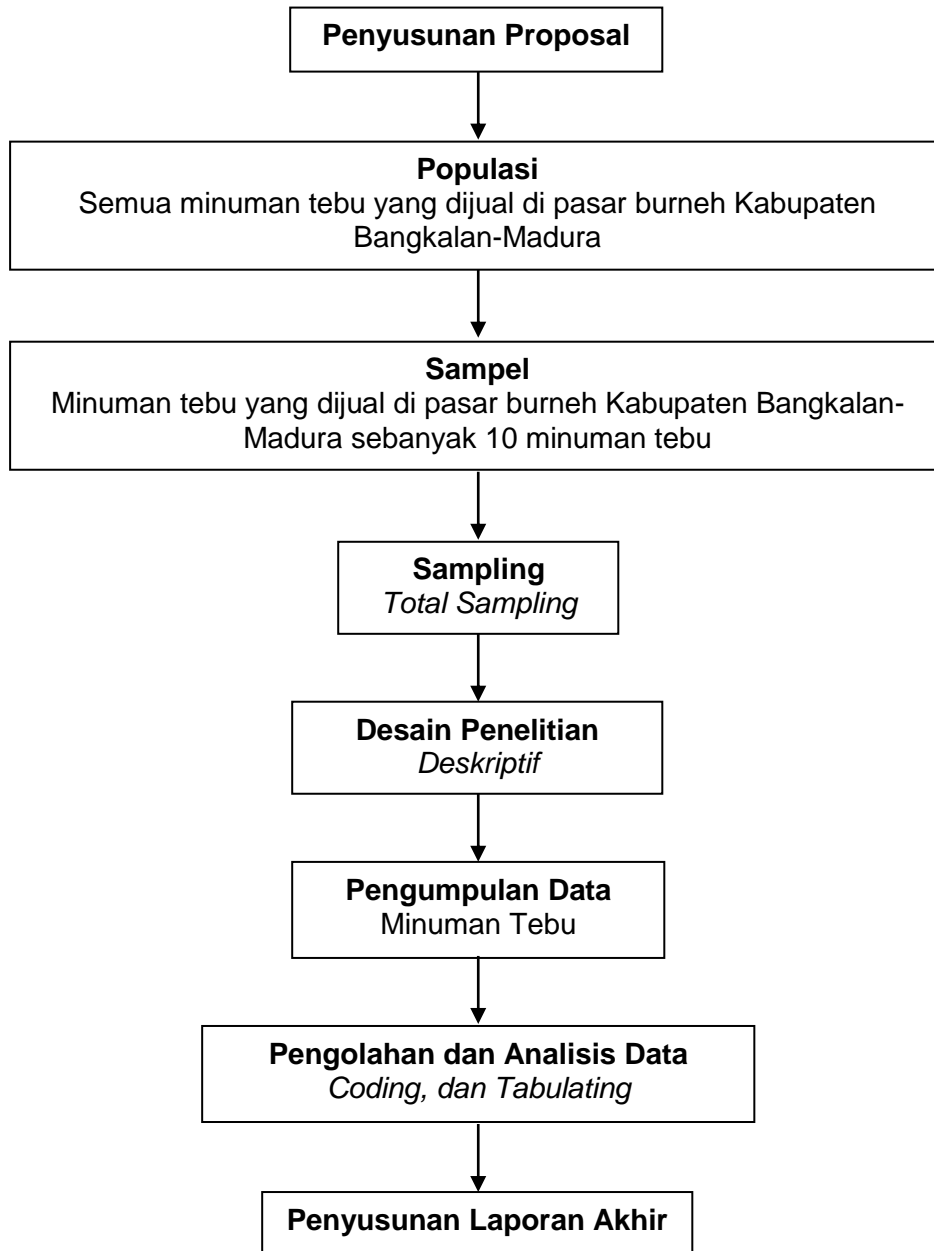 Penyusunan Proposal
Populasi
Semua minuman tebu yang dijual di pasar burneh Kabupaten
Bangkalan-Madura
Sampel
Minuman tebu yang dijual di pasar burneh Kabupaten Bangkalan-
Madura sebanyak 10 minuman tebu
Sampling
Total Sampling
Desain Penelitian
Deskriptif
Pengumpulan Data
Minuman Tebu
Pengolahan dan Analisis Data
Coding, dan Tabulating
Penyusunan Laporan Akhir